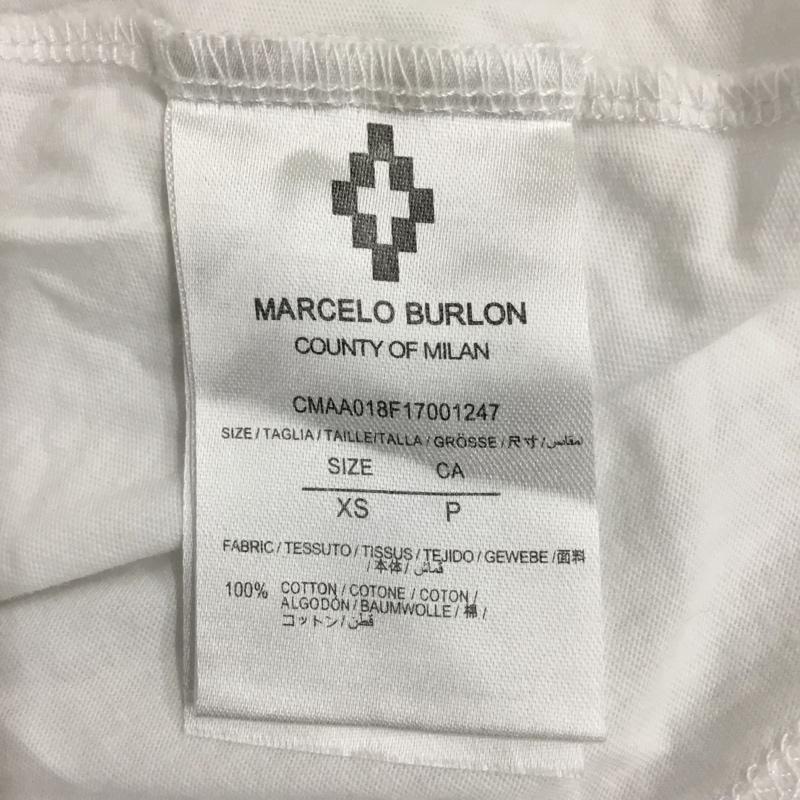 MARCELO BURLON
COUNTY OF MILAN
CMAA018F17001247
SIZE / TAGLIA / TAILLE/TALLA / GRÖSSE / 尺寸 / مقاس
SIZE CA
XS P
FABRIC / TESSUTO / TISSUS / TEJIDO / GEWEBE /面料
/ 本体/ قماش
100% COTTON / COTONE / COTON /
ALGODÓN / BAUMWOLLE / 棉 /
コットン/ قطن